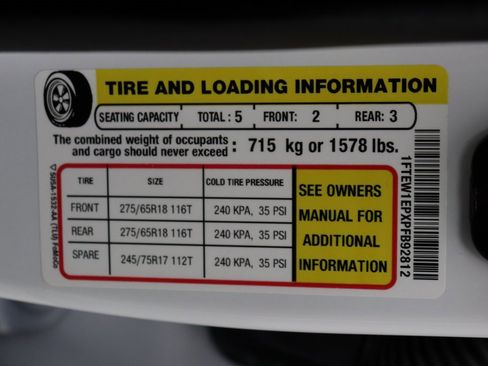 TIRE AND LOADING INFORMATION
SEATING CAPACITY TOTAL : 5 FRONT: 2 REAR: 3
The combined weight of occupants
and cargo should never exceed : 715 kg or 1578 lbs.
TIRE SIZE COLD TIRE PRESSURE
FRONT 275/65R18 116T 240 KPA, 35 PSI
REAR 275/65R18 116T 240 KPA, 35 PSI
SPARE 245/75R17 112T 240 KPA, 35 PSI
SEE OWNERS
MANUAL FOR
ADDITIONAL
INFORMATION
1FTEW1EPXPFB92812